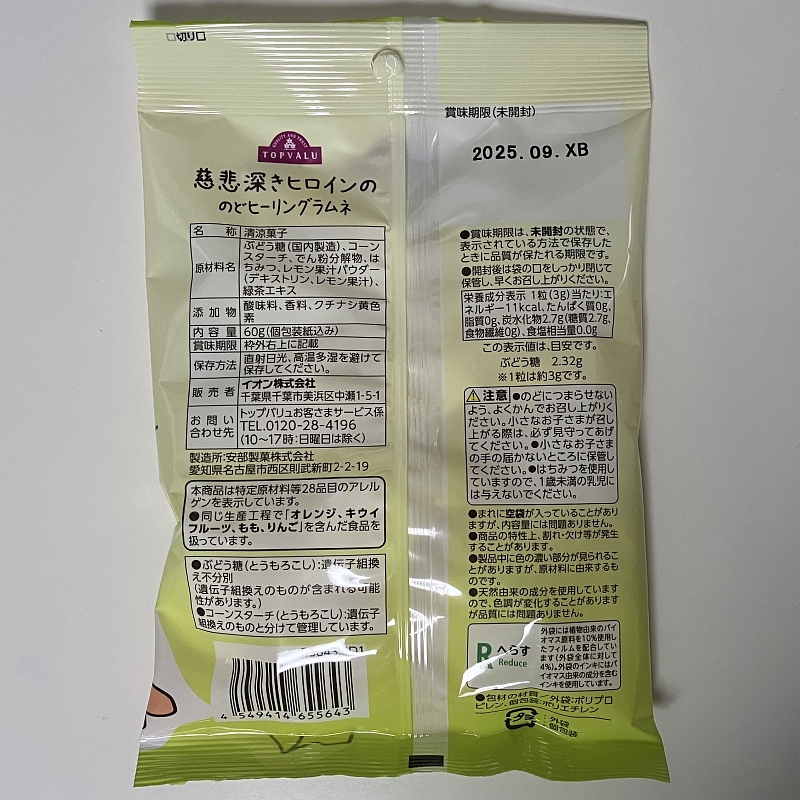 切り口
QUALITY AND TRUST
TOPVALU
慈悲深きヒロインの
のどヒーリングラムネ
名 称 清涼菓子
原材料名 ぶどう糖(国内製造)、コーン
スターチ、でん粉分解物、は
ちみつ、レモン果汁パウダー
(デキストリン、レモン果汁)、
緑茶エキス
添加物 酸味料、香料、クチナシ黄色
素
内容量 60g(個包装紙込み)
賞味期限 枠外右上に記載
保存方法 直射日光、高温多湿を避けて
保存してください。
販売者 イオン株式会社
千葉県千葉市美浜区中瀬1-5-1
お問い
合わせ先 トップバリュお客さまサービス係
TEL.0120-28-4196
(10~17時:日曜日は除く)
製造所:安部製菓株式会社
愛知県名古屋市西区則武新町2-2-19
本商品は特定原材料等28品目のアレル
ゲンを表示しています。
●同じ生産工程で「オレンジ、キウイ
フルーツ、もも、りんご」を含んだ食品を
扱っています。
●ぶどう糖(とうもろこし):遺伝子組換
え不分別
(遺伝子組換えのものが含まれる可能
性があります。)
●コーンスターチ(とうもろこし):遺伝子
組換えのものと分けて管理しています。
4 549414 655643
賞味期限(未開封)
2025.09.XB
●賞味期限は、未開封の状態で、
表示されている方法で保存した
ときに品質が保たれる期限です。
●開封後は袋の口をしっかり閉じて
保管し、早くお召し上がりください。
栄養成分表示 1粒(3g)当たり:エ
ネルギー11kcal、たんぱく質0g、
脂質0g、炭水化物2.7g(糖質2.7g、
食物繊維0g)、食塩相当量0.0g
この表示値は、目安です。
ぶどう糖 2.32g
※1粒は約3gです。
注意 ●のどにつまらせない
よう、よくかんでお召し上がりく
ださい。小さなお子さまが召し
上がる際は、必ず見守ってあげ
てください。●小さなお子さま
の手の届かないところに保管し
てください。●はちみつを使用し
ていますので、1歳未満の乳児に
は与えないでください。
●まれに空袋が入っていることがあり
ますが、内容量には問題ありません。
●商品の特性上、割れ・欠け等が発生
することがあります。
●製品中に色の濃い部分が見られるこ
とがありますが、原材料に由来するも
のです。
●天然由来の成分を使用しています
ので、色調が変化することがあります
が品質には問題ありません。
R へらす
Reduce
外袋には植物由来のバイ
オマス原料を10%使用し
たフィルムを配合してい
ます(外袋全体に対して
4%)。外袋のインキにはバイ
オマス由来の成分を含む
インキを使用しています。
●包材の材質/外袋:ポリプロ
ピレン、個包装:ポリエチレン
プラ :外袋
個包装